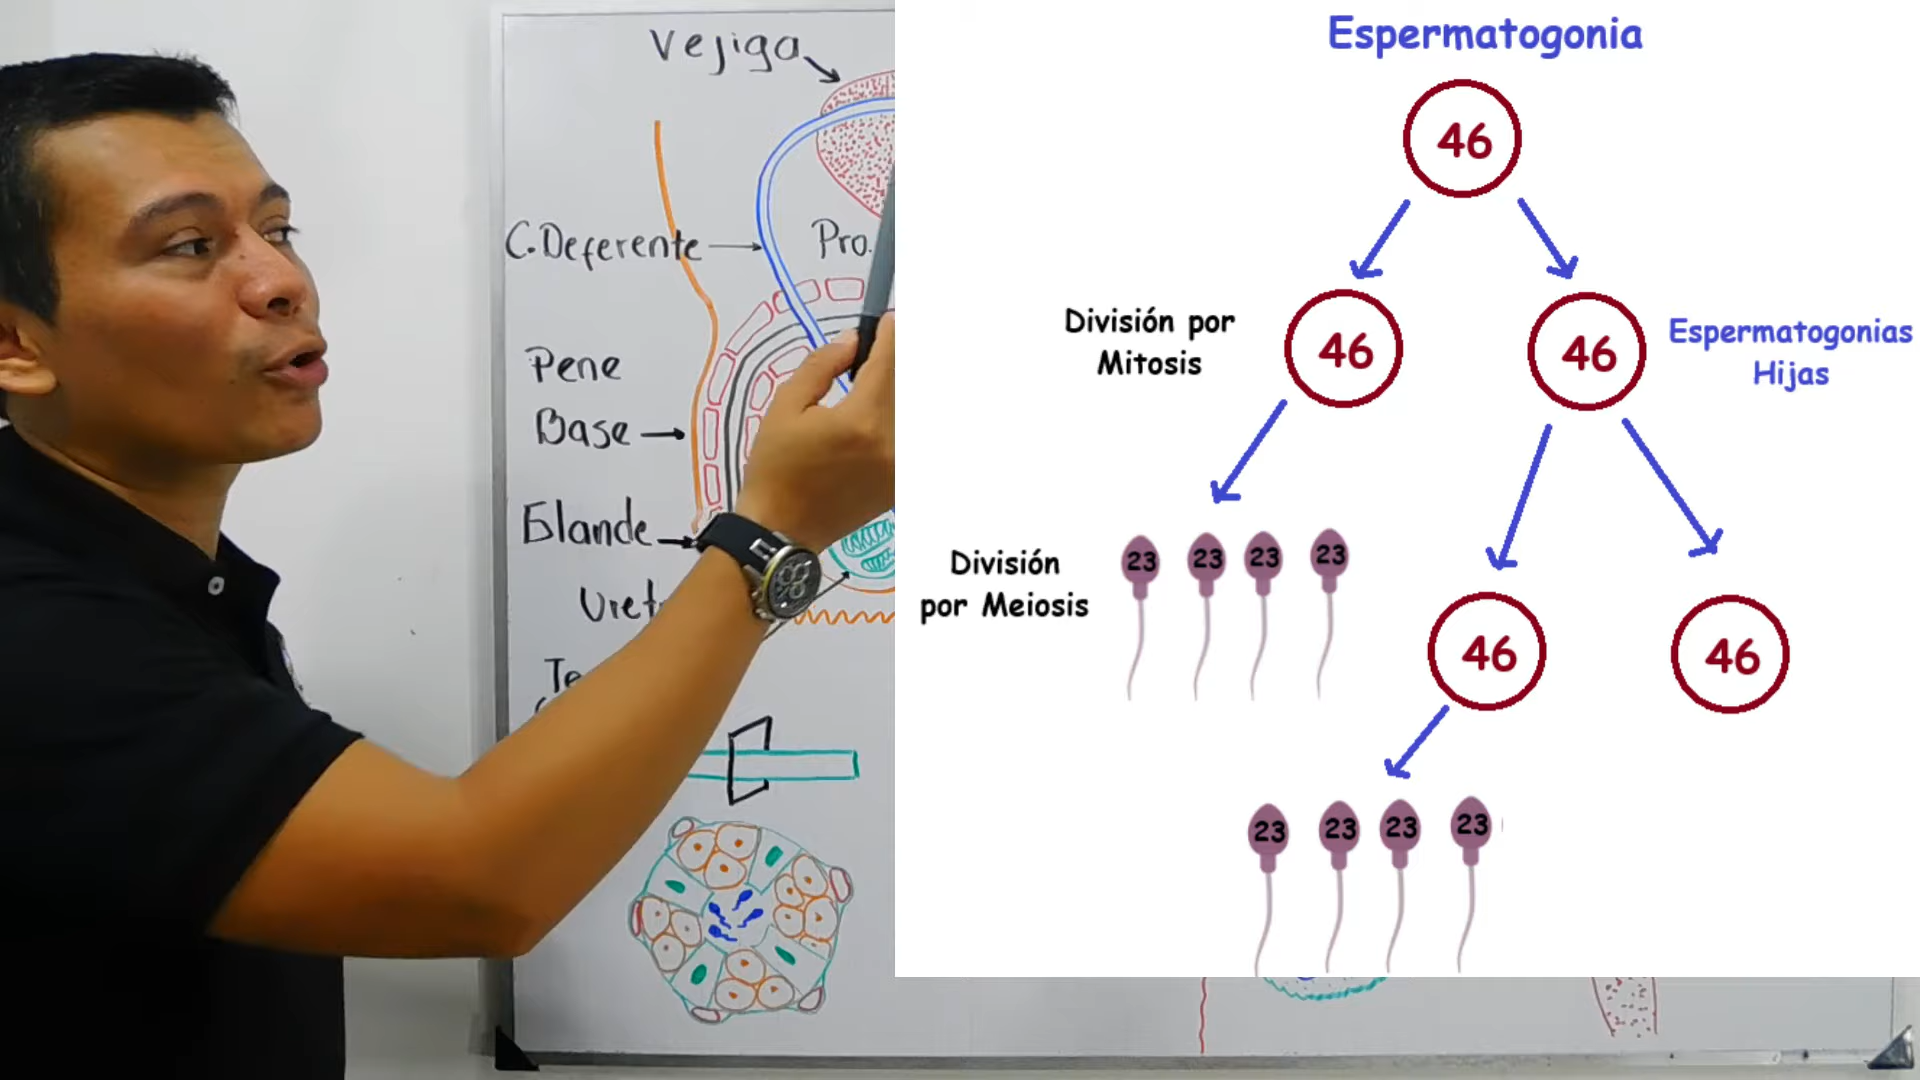 Vejiga
C.Deferente
Pro.
Pene
Base
Glande
Espermatogonia
46
División por
Mitosis
46
46
Espermatogonias
Hijas
División
por Meiosis
23
23
23
23
46
46
23
23
23
23